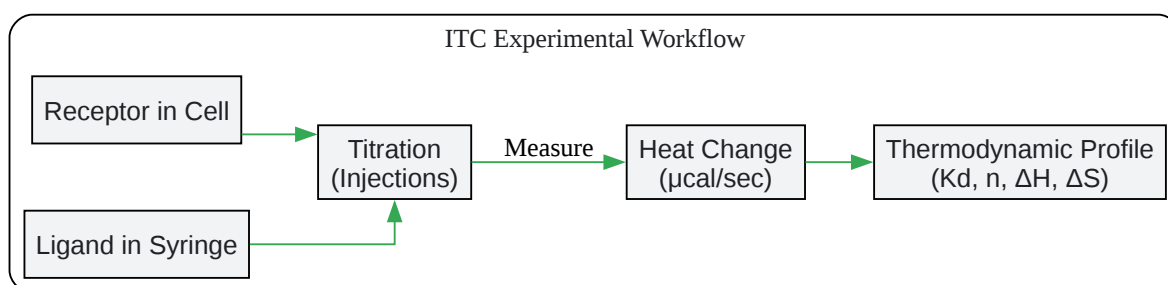 ITC Experimental Workflow
Receptor in Cell
Ligand in Syringe
Titration
(Injections)
Measure
Heat Change
(μcal/sec)
Thermodynamic Profile
(Kd, n, ΔH, ΔS)